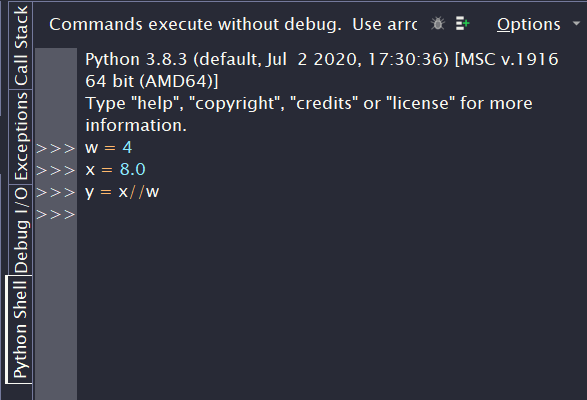 Commands execute without debug.  Use arrc
Options
Call Stack
Exceptions
Debug I/O
Python Shell
Python 3.8.3 (default, Jul  2 2020, 17:30:36) [MSC v.1916
64 bit (AMD64)]
Type "help", "copyright", "credits" or "license" for more
information.
>>> w = 4
>>> x = 8.0
>>> y = x//w
>>>